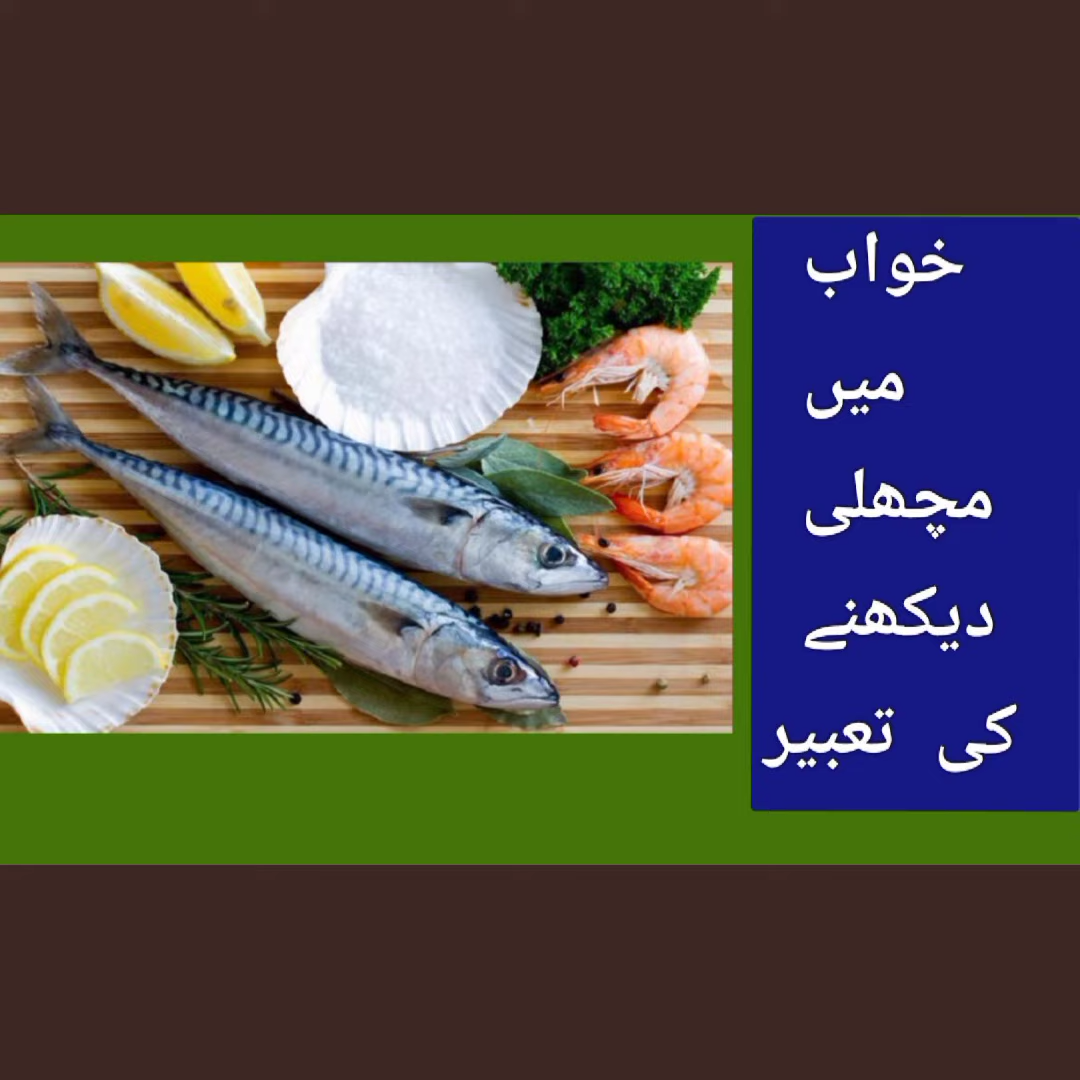 خواب
میں
مچھلی
دیکھنے
کی تعبیر